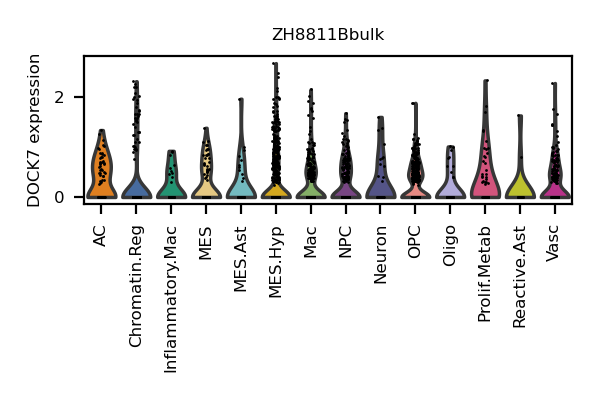 ZH8811Bbulk
DOCK7 expression
2
0
AC
Chromatin.Reg
Inflammatory.Mac
MES
MES.Ast
MES.Hyp
Mac
NPC
Neuron
OPC
Oligo
Prolif.Metab
Reactive.Ast
Vasc